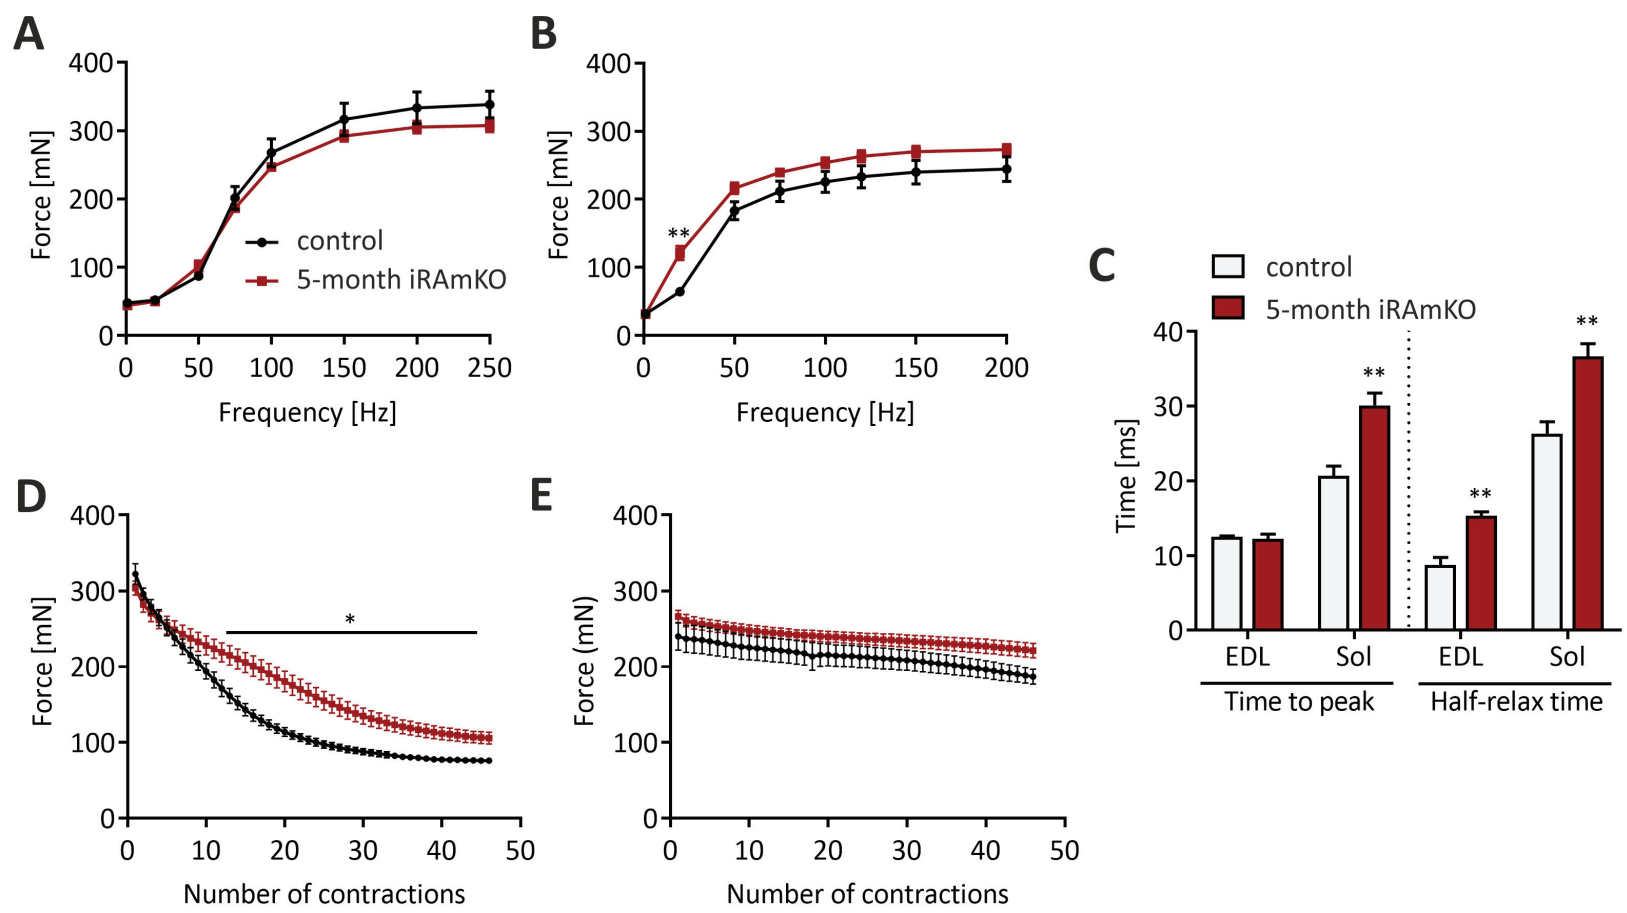 A
400
300
200
100
0
Force [mN]
control
5-month iRAmKO
0 50 100 150 200 250
Frequency [Hz]
B
400
300
200
100
0
Force [mN]
**
0 50 100 150 200
Frequency [Hz]
C
control
5-month iRAmKO
40
30
20
10
0
Time [ms]
**
**
**
EDL Sol EDL Sol
Time to peak Half-relax time
D
400
300
200
100
0
Force [mN]
*
0 10 20 30 40 50
Number of contractions
E
400
300
200
100
0
Force (mN)
0 10 20 30 40 50
Number of contractions